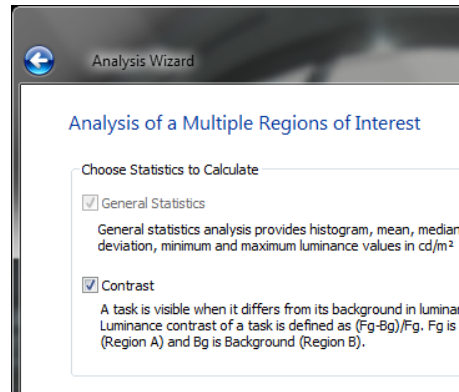 Analysis Wizard
Analysis of a Multiple Regions of Interest
Choose Statistics to Calculate
General Statistics
General statistics analysis provides histogram, mean, median
deviation, minimum and maximum luminance values in cd/m²
Contrast
A task is visible when it differs from its background in
Luminance contrast of a task is defined as (Fg-Bg)/Fg. Fg is
(Region A) and Bg is Background (Region B).